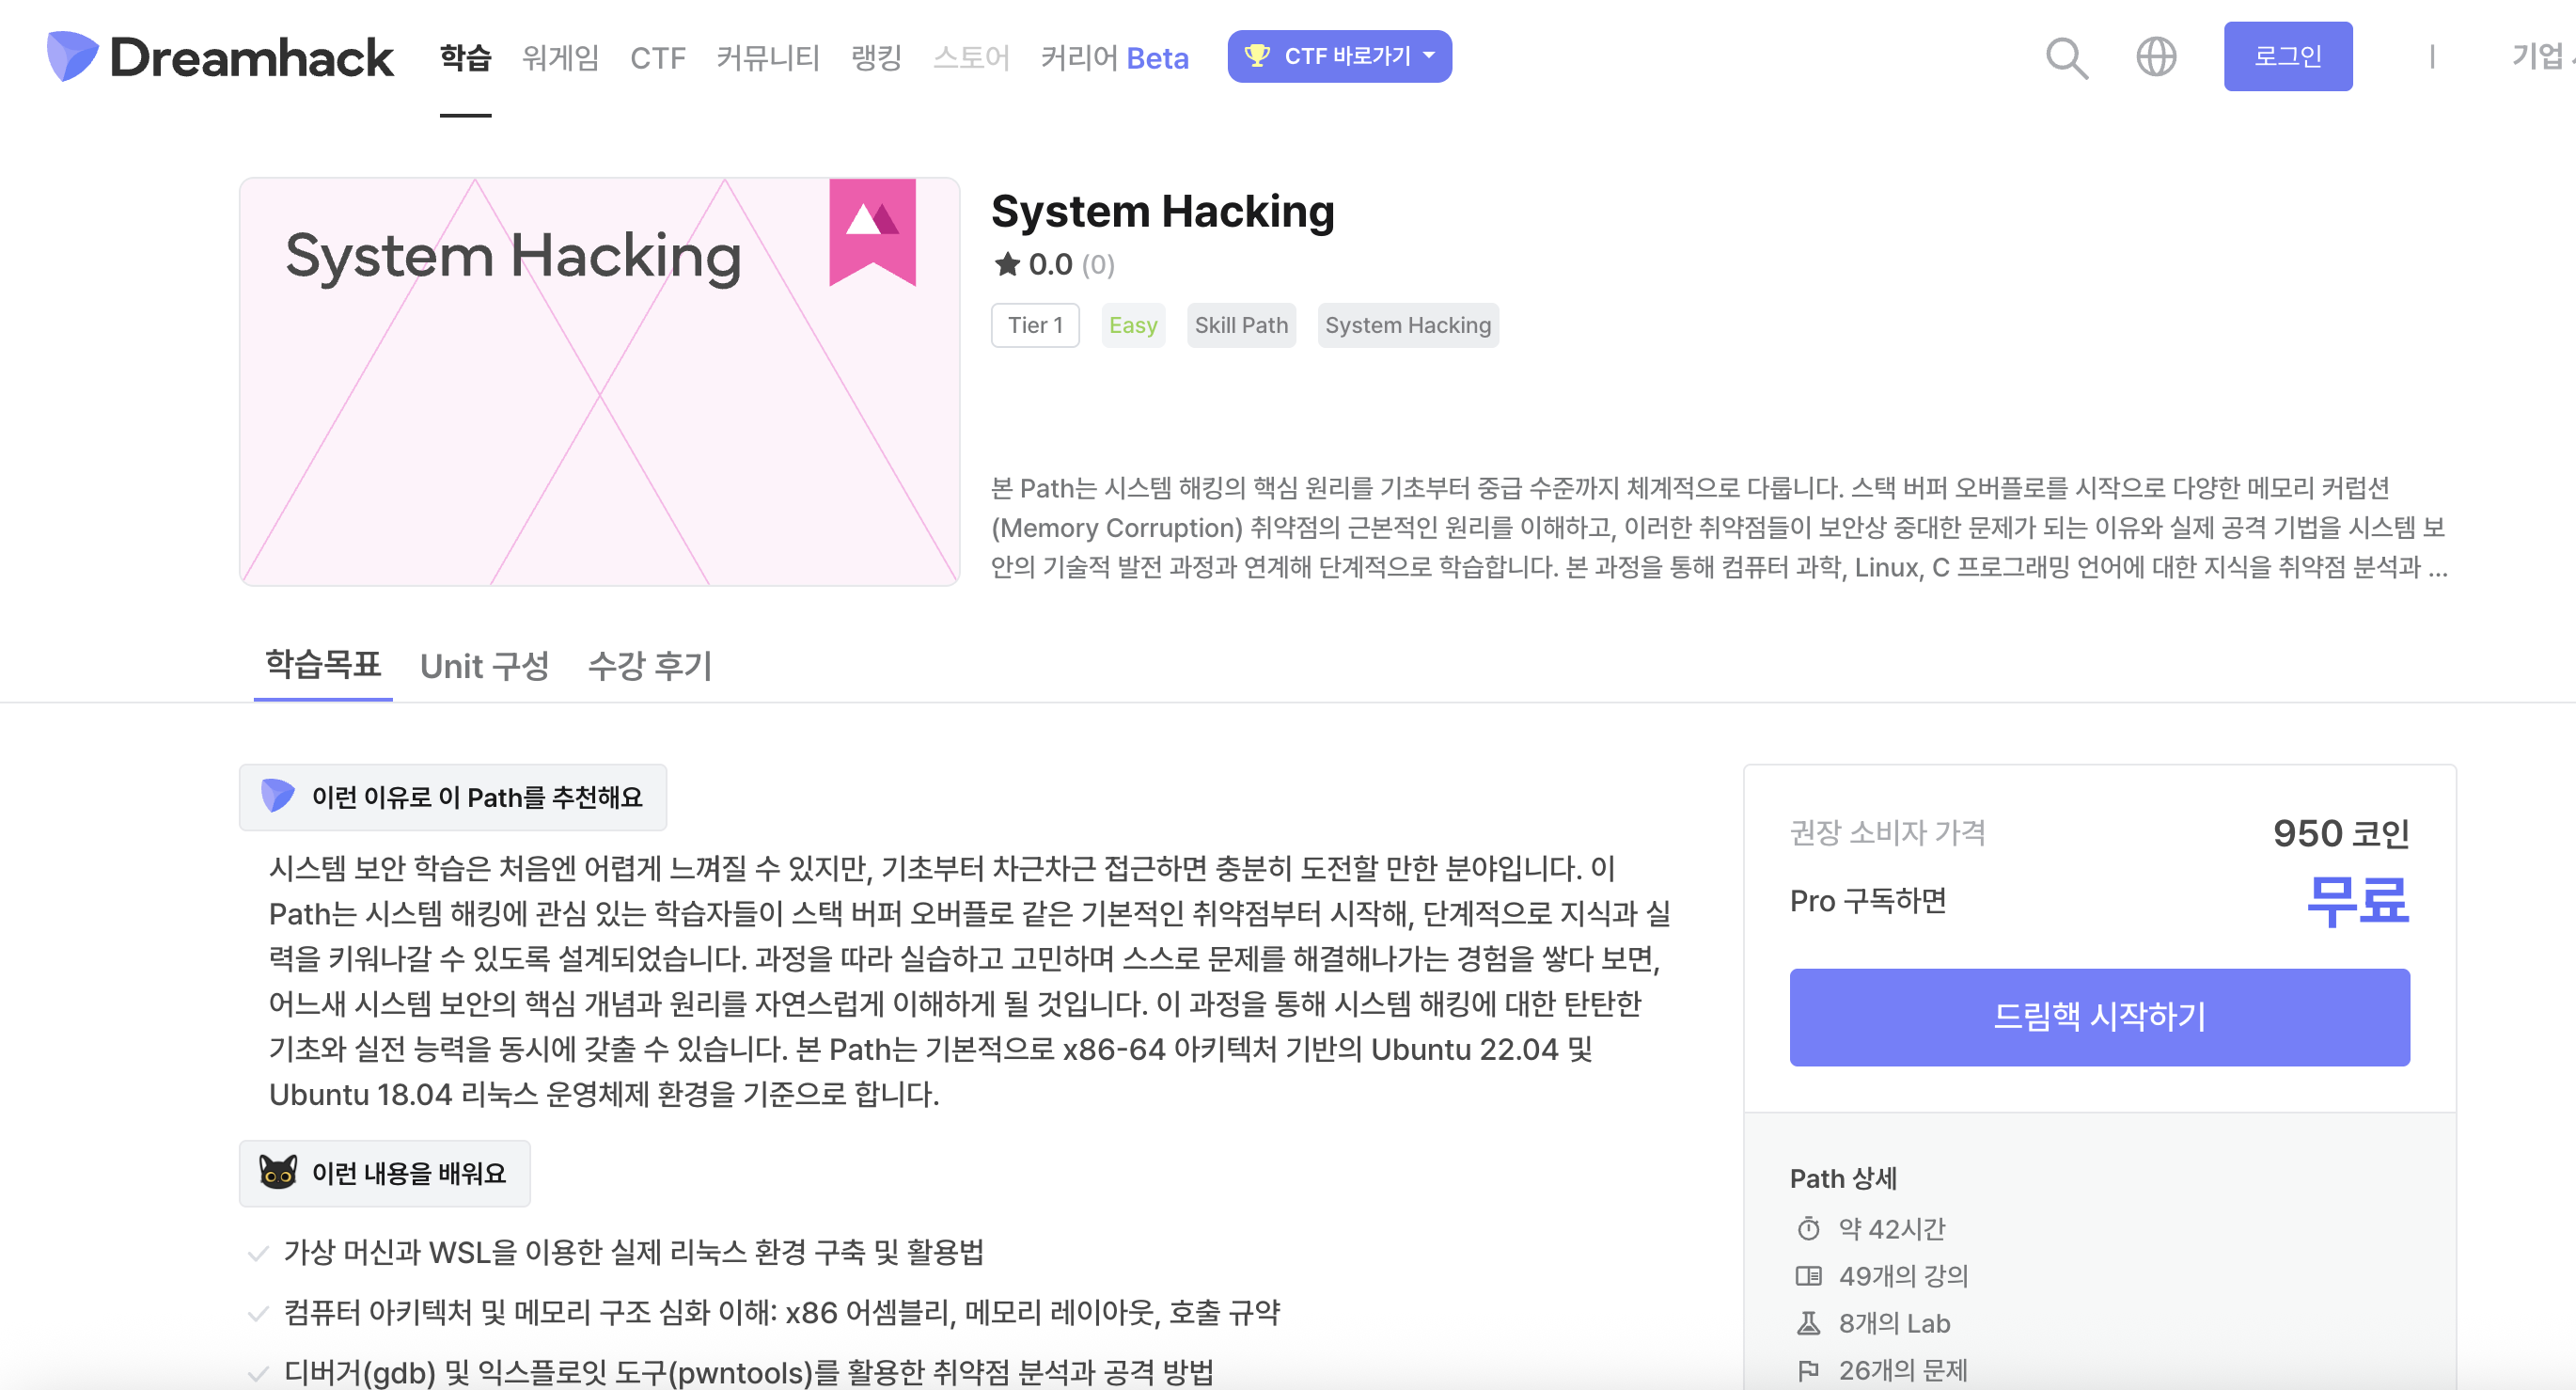 Dreamhack
학습 워게임 CTF 커뮤니티 랭킹 스토어 커리어 Beta
CTF 바로가기
로그인
|
기업
System Hacking
System Hacking
0.0 (0)
Tier 1 Easy Skill Path System Hacking
본 Path는 시스템 해킹의 핵심 원리를 기초부터 중급 수준까지 체계적으로 다룹니다. 스택 버퍼 오버플로를 시작으로 다양한 메모리 커럽션
(Memory Corruption) 취약점의 근본적인 원리를 이해하고, 이러한 취약점들이 보안상 중대한 문제가 되는 이유와 실제 공격 기법을 시스템 보
안의 기술적 발전 과정과 연계해 단계적으로 학습합니다. 본 과정을 통해 컴퓨터 과학, Linux, C 프로그래밍 언어에 대한 지식을 취약점 분석과 ...
학습목표 Unit 구성 수강 후기
이런 이유로 이 Path를 추천해요
시스템 보안 학습은 처음엔 어렵게 느껴질 수 있지만, 기초부터 차근차근 접근하면 충분히 도전할 만한 분야입니다. 이
Path는 시스템 해킹에 관심 있는 학습자들이 스택 버퍼 오버플로 같은 기본적인 취약점부터 시작해, 단계적으로 지식과 실
력을 키워나갈 수 있도록 설계되었습니다. 과정을 따라 실습하고 고민하며 스스로 문제를 해결해나가는 경험을 쌓다 보면,
어느새 시스템 보안의 핵심 개념과 원리를 자연스럽게 이해하게 될 것입니다. 이 과정을 통해 시스템 해킹에 대한 탄탄한
기초와 실전 능력을 동시에 갖출 수 있습니다. 본 Path는 기본적으로 x86-64 아키텍처 기반의 Ubuntu 22.04 및
Ubuntu 18.04 리눅스 운영체제 환경을 기준으로 합니다.
이런 내용을 배워요
가상 머신과 WSL을 이용한 실제 리눅스 환경 구축 및 활용법
컴퓨터 아키텍처 및 메모리 구조 심화 이해: x86 어셈블리, 메모리 레이아웃, 호출 규약
디버거(gdb) 및 익스플로잇 도구(pwntools)를 활용한 취약점 분석과 공격 방법
권장 소비자 가격 950 코인
Pro 구독하면 무료
드림핵 시작하기
Path 상세
약 42시간
49개의 강의
8개의 Lab
26개의 문제